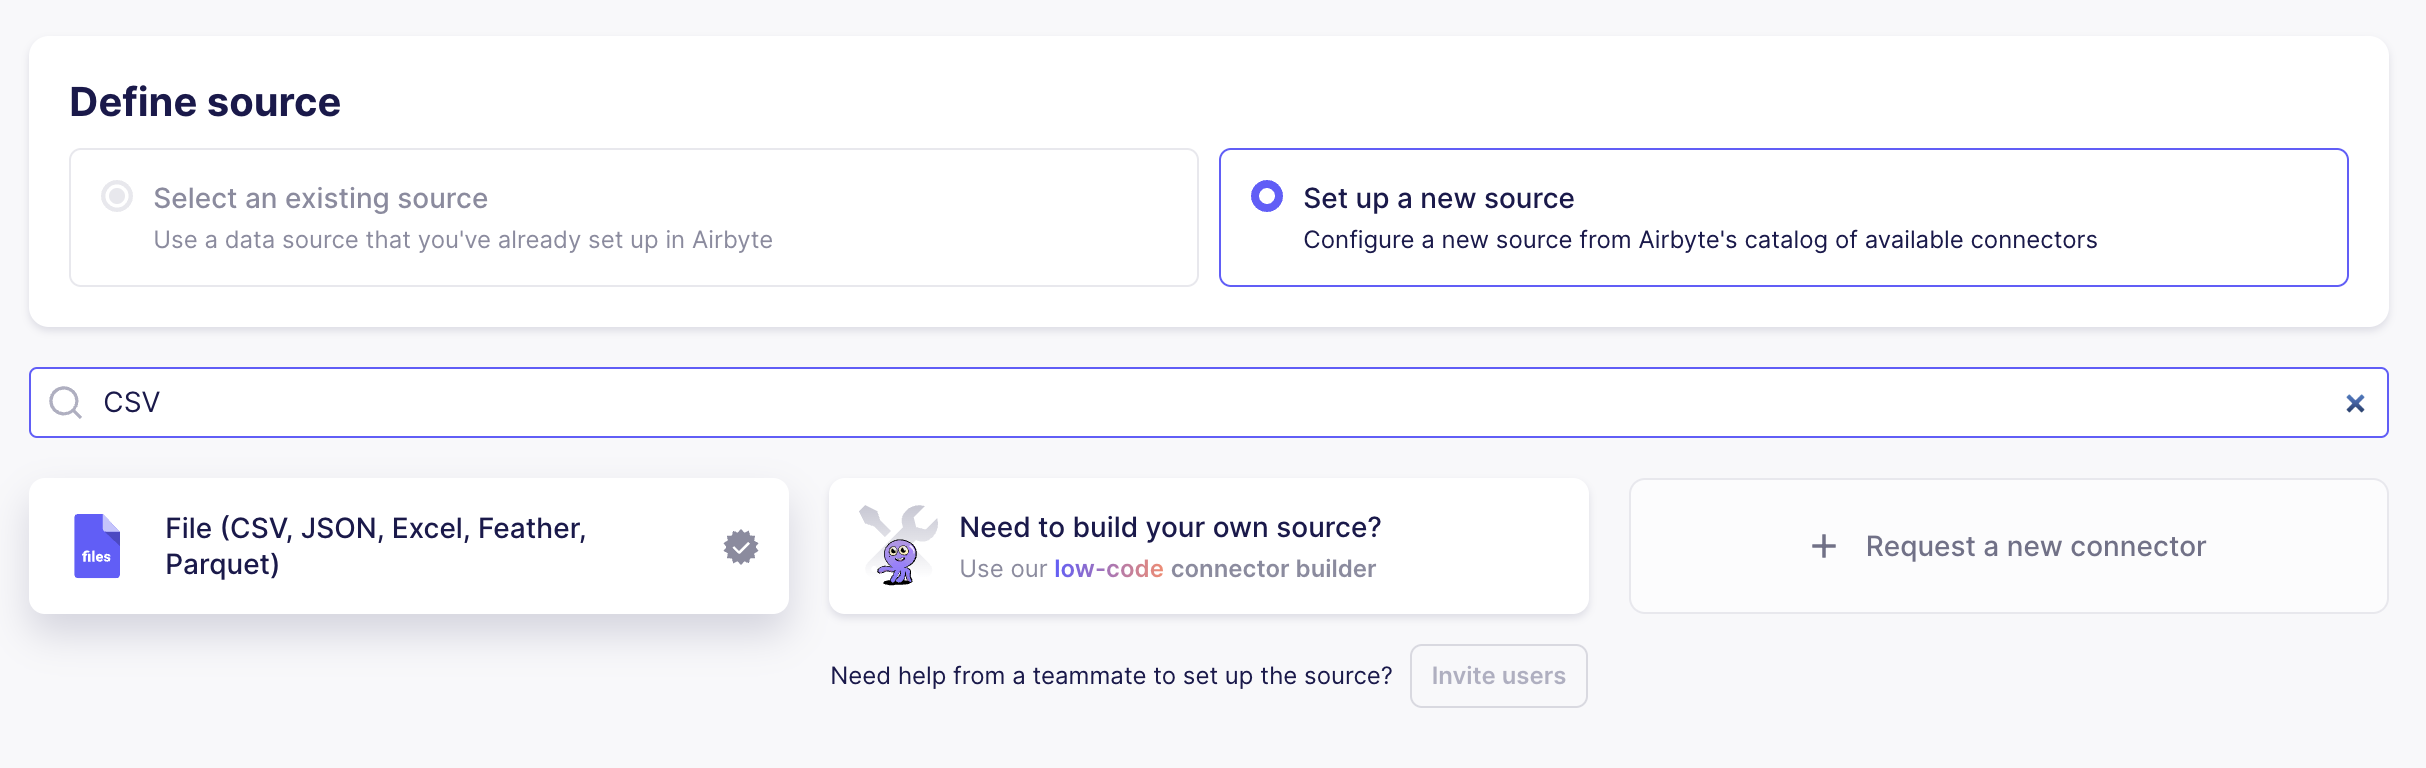 Define source
Select an existing source
Use a data source that you've already set up in Airbyte
Set up a new source
Configure a new source from Airbyte's catalog of available connectors
CSV
files
File (CSV, JSON, Excel, Feather,
Parquet)
Need to build your own source?
Use our low-code connector builder
Request a new connector
Need help from a teammate to set up the source?
Invite users